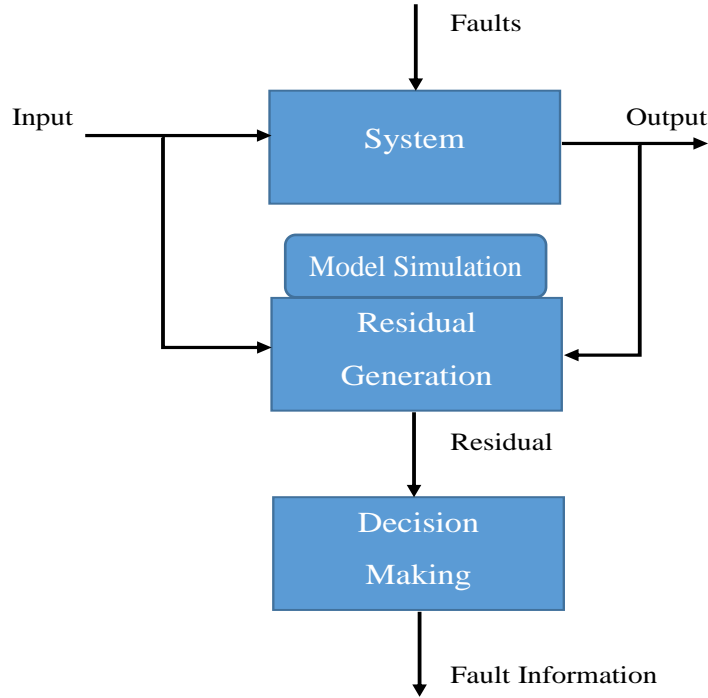 Faults
Input
System
Output
Model Simulation
Residual
Generation
Residual
Decision
Making
Fault Information